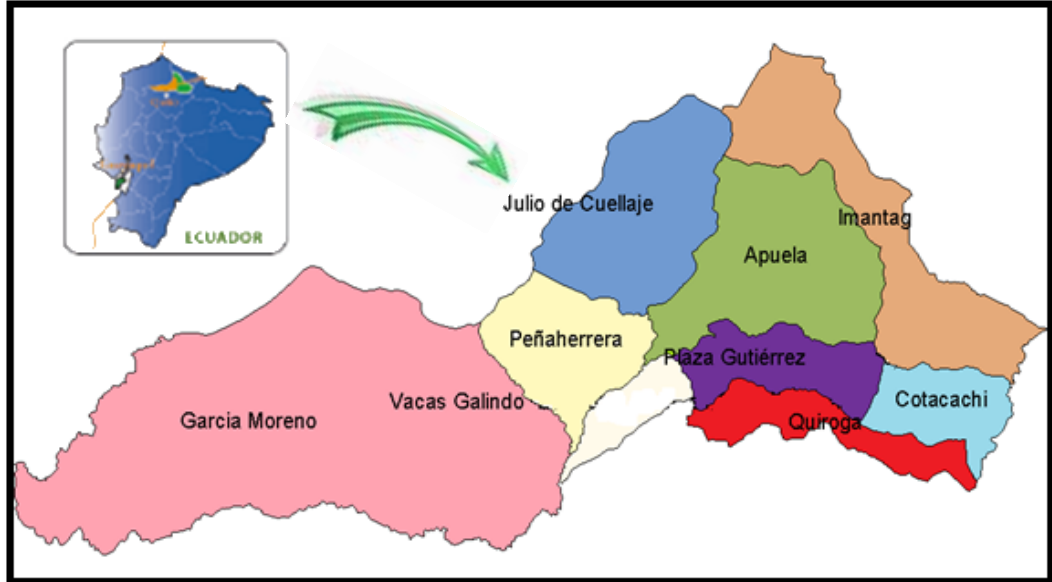 ECUADOR
Julio de Cuellaje
Imantag
Apuela
Peñaherrera
Plaza Gutiérrez
Vacas Galindo
Cotacachi
Garcia Moreno
Quiroga